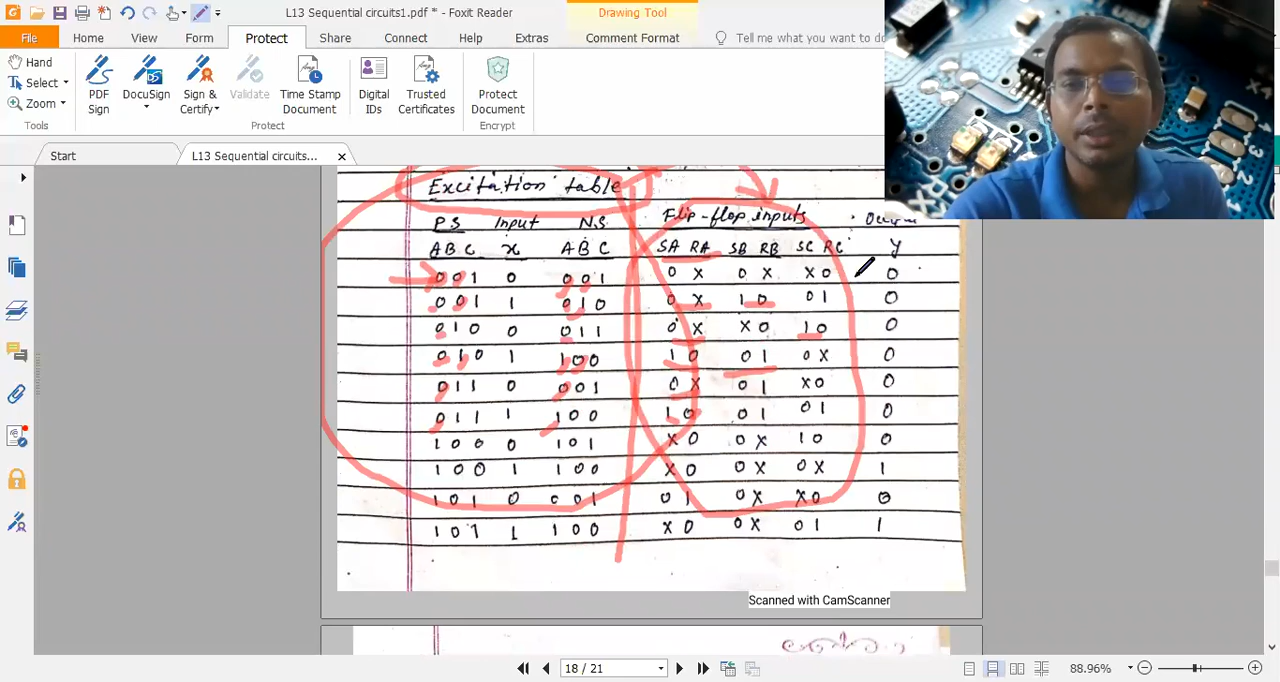 L13 Sequential circuits1.pdf * - Foxit Reader
Drawing Tool
File Home View Form Protect Share Connect Help Extras Comment Format Tell me what you want to do
Hand
Select
Zoom
Tools
PDF Sign
DocuSign
Sign & Certify
Validate
Time Stamp Document
Digital IDs
Trusted Certificates
Protect
Protect Document
Encrypt
Start
L13 Sequential circuits...
Excitation table
PS Input N.S Flip-flop inputs
A B C x A B C SA RA SB RB SC RC y
0 0 1 0 0 0 1 0 X 0 X X 0 0
0 0 1 1 0 1 0 0 X 1 0 0 1 0
0 1 0 0 0 1 1 0 X X 0 1 0 0
0 1 0 1 1 0 0 1 0 0 1 0 X 0
0 1 1 0 0 0 1 0 X 0 1 X 0 0
0 1 1 1 1 0 0 1 0 0 1 0 1 0
1 0 0 0 1 0 1 X 0 0 X 1 0 0
1 0 0 1 1 0 0 X 0 0 X 0 X 1
1 0 1 0 0 0 1 0 1 0 X X 0 0
1 0 1 1 1 0 0 X 0 0 X 0 1 1
Scanned with CamScanner
18 / 21
88.96%